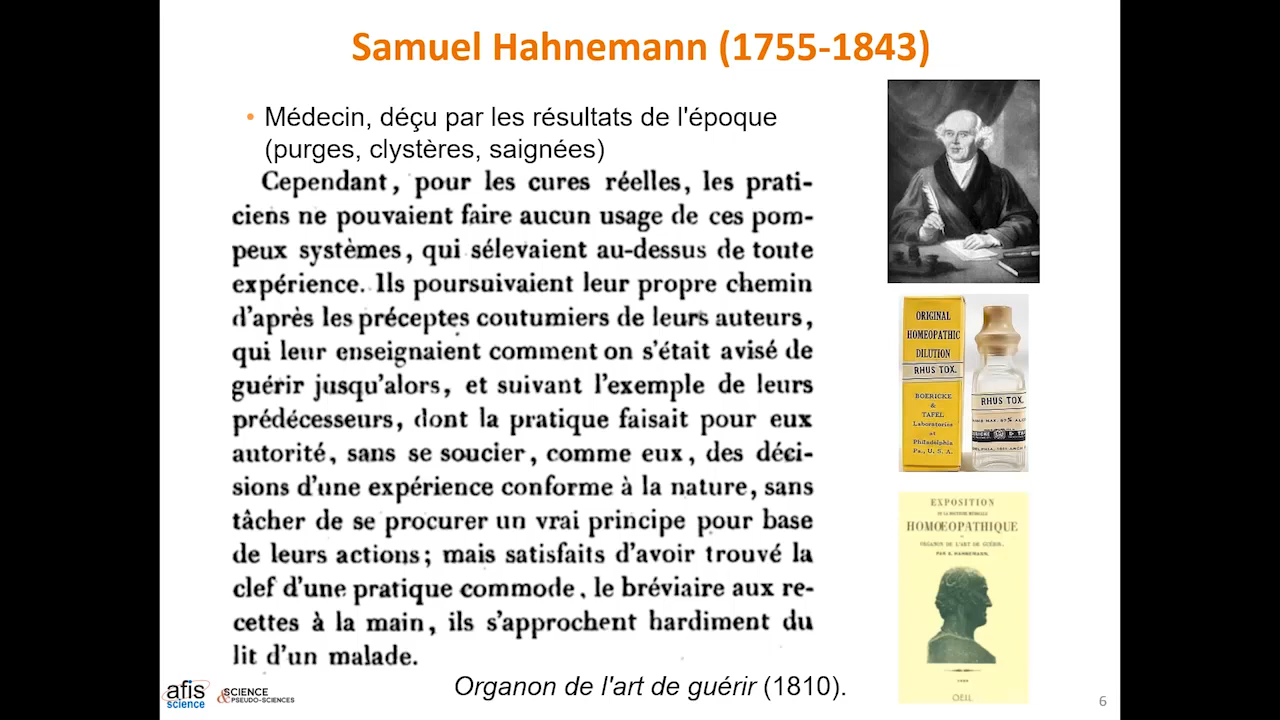 Samuel Hahnemann (1755-1843)
• Médecin, déçu par les résultats de l'époque
(purges, clystères, saignées)
Cependant, pour les cures réelles, les prati-
ciens ne pouvaient faire aucun usage de ces pom-
peux systèmes, qui sélevaient au-dessus de toute
expérience. Ils poursuivaient leur propre chemin
d'après les préceptes coutumiers de leurs auteurs,
qui leur enseignaient comment on s'était avisé de
guérir jusqu'alors, et suivant l'exemple de leurs
prédécesseurs, dont la pratique faisait pour eux
autorité, sans se soucier, comme eux, des déci-
sions d'une expérience conforme à la nature, sans
tâcher de se procurer un vrai principe pour base
de leurs actions; mais satisfaits d'avoir trouvé la
clef d'une pratique commode, le bréviaire aux re-
cettes à la main, ils s'approchent hardiment du
lit d'un malade.
Organon de l'art de guérir (1810).
ORIGINAL
HOMEOPATHIC
DILUTION
RHUS TOX.
BOERICKE
&
TAFEL
Laboratories
at
Philadelphia
Pa., U. S. A.
RHUS TOX.
EXPOSITION
DE LA DOCTRINE MÉDICALE
HOMŒOPATHIQUE
ORGANON DE L'ART DE GUÉRIR,
PAR S. HAHNEMANN,
OEIL
afis
science
SCIENCE
& PSEUDO-SCIENCES
6